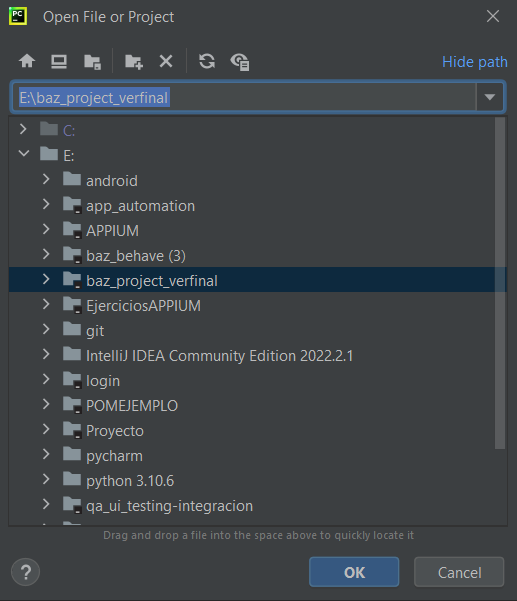 PC
Open File or Project
Hide path
E:\baz_project_verfinal
C:
E:
android
app_automation
APPIUM
baz_behave (3)
baz_project_verfinal
EjerciciosAPPIUM
git
IntelliJ IDEA Community Edition 2022.2.1
login
POMEJEMPLO
Proyecto
pycharm
python 3.10.6
qa_ui_testing-integracion
Drag and drop a file into the space above to quickly locate it
?
OK
Cancel